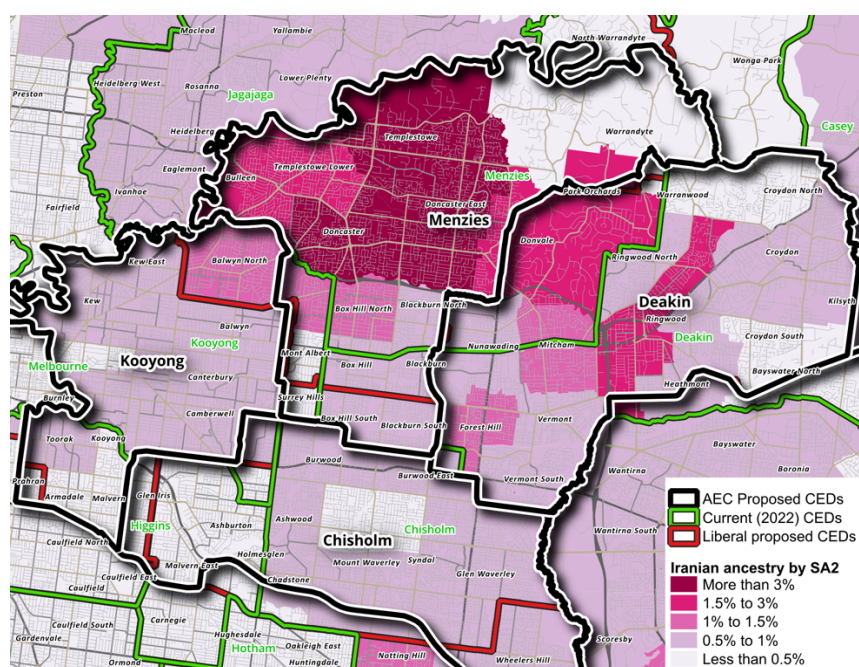 Macleod
Yallambie
North Warrandyte
Wonga Park
Heidelberg West
Lower Plenty
Rosanna
Preston
Jagajaga
Casey
Heidelberg
Templestowe
Warrandyte
Eaglemont
Templestowe Lower
Menzies
Bulleen
Croydon North
Ivanhoe
Park Orchards
Warranwood
Fairfield
Doncaster East
Menzies
Doncaster
Donvale
Kew East
Balwyn North
Ringwood North
Croydon
Kew
Box Hill North
Blackburn North
Deakin
Kilsyth
Balwyn
Ringwood
Kooyong
Mont Albert
Nunawading
Mitcham
Deakin
Croydon South
Melbourne
Kooyong
Box Hill
Blackburn
Canterbury
Bayswater North
Burnley
Surrey Hills
Heathmont
Camberwell
Box Hill South
Blackburn South
Forest Hill
Vermont
Toorak
Kooyong
Bayswater
Burwood
Wantirna
Boronia
Prahran
Burwood East
Vermont South
Armadale
Malvern
Glen Iris
Higgins
Ashburton
Ashwood
Chisholm
Chisholm
Wantirna South
Caulfield North
Malvern East
Holmesglen
Mount Waverley
Syndal
Glen Waverley
Caulfield East
Chadstone
Caulfield
Carnegie
Caulfield South
Hughesdale
Scoresby
Gardenvale
Hotham
Oakleigh East
Ormond
Huntingdale
Notting Hill
Wheelers Hill
AEC Proposed CEDs
Current (2022) CEDs
Liberal proposed CEDs
Iranian ancestry by SA2
More than 3%
1.5% to 3%
1% to 1.5%
0.5% to 1%
Less than 0.5%